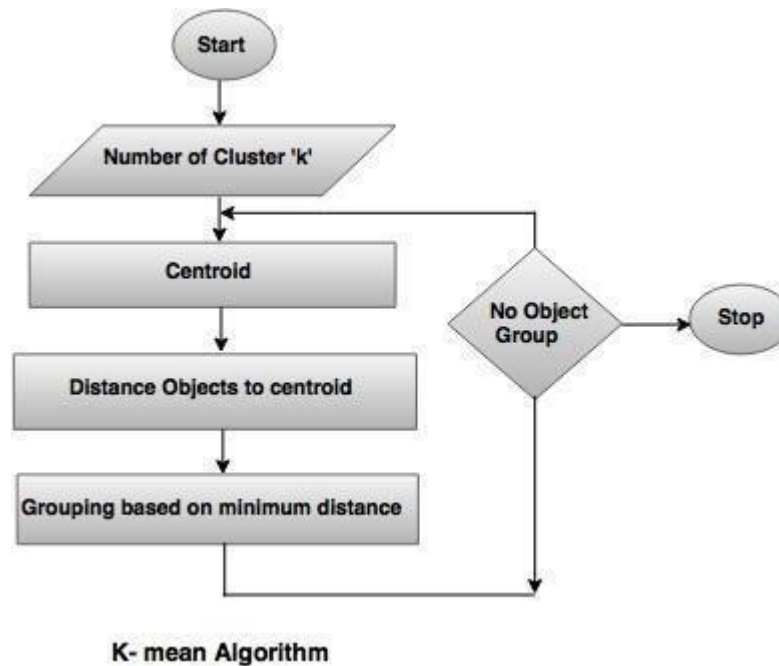 Start
Number of Cluster 'k'
Centroid
Distance Objects to centroid
Grouping based on minimum distance
No Object
Group
Stop
K- mean Algorithm